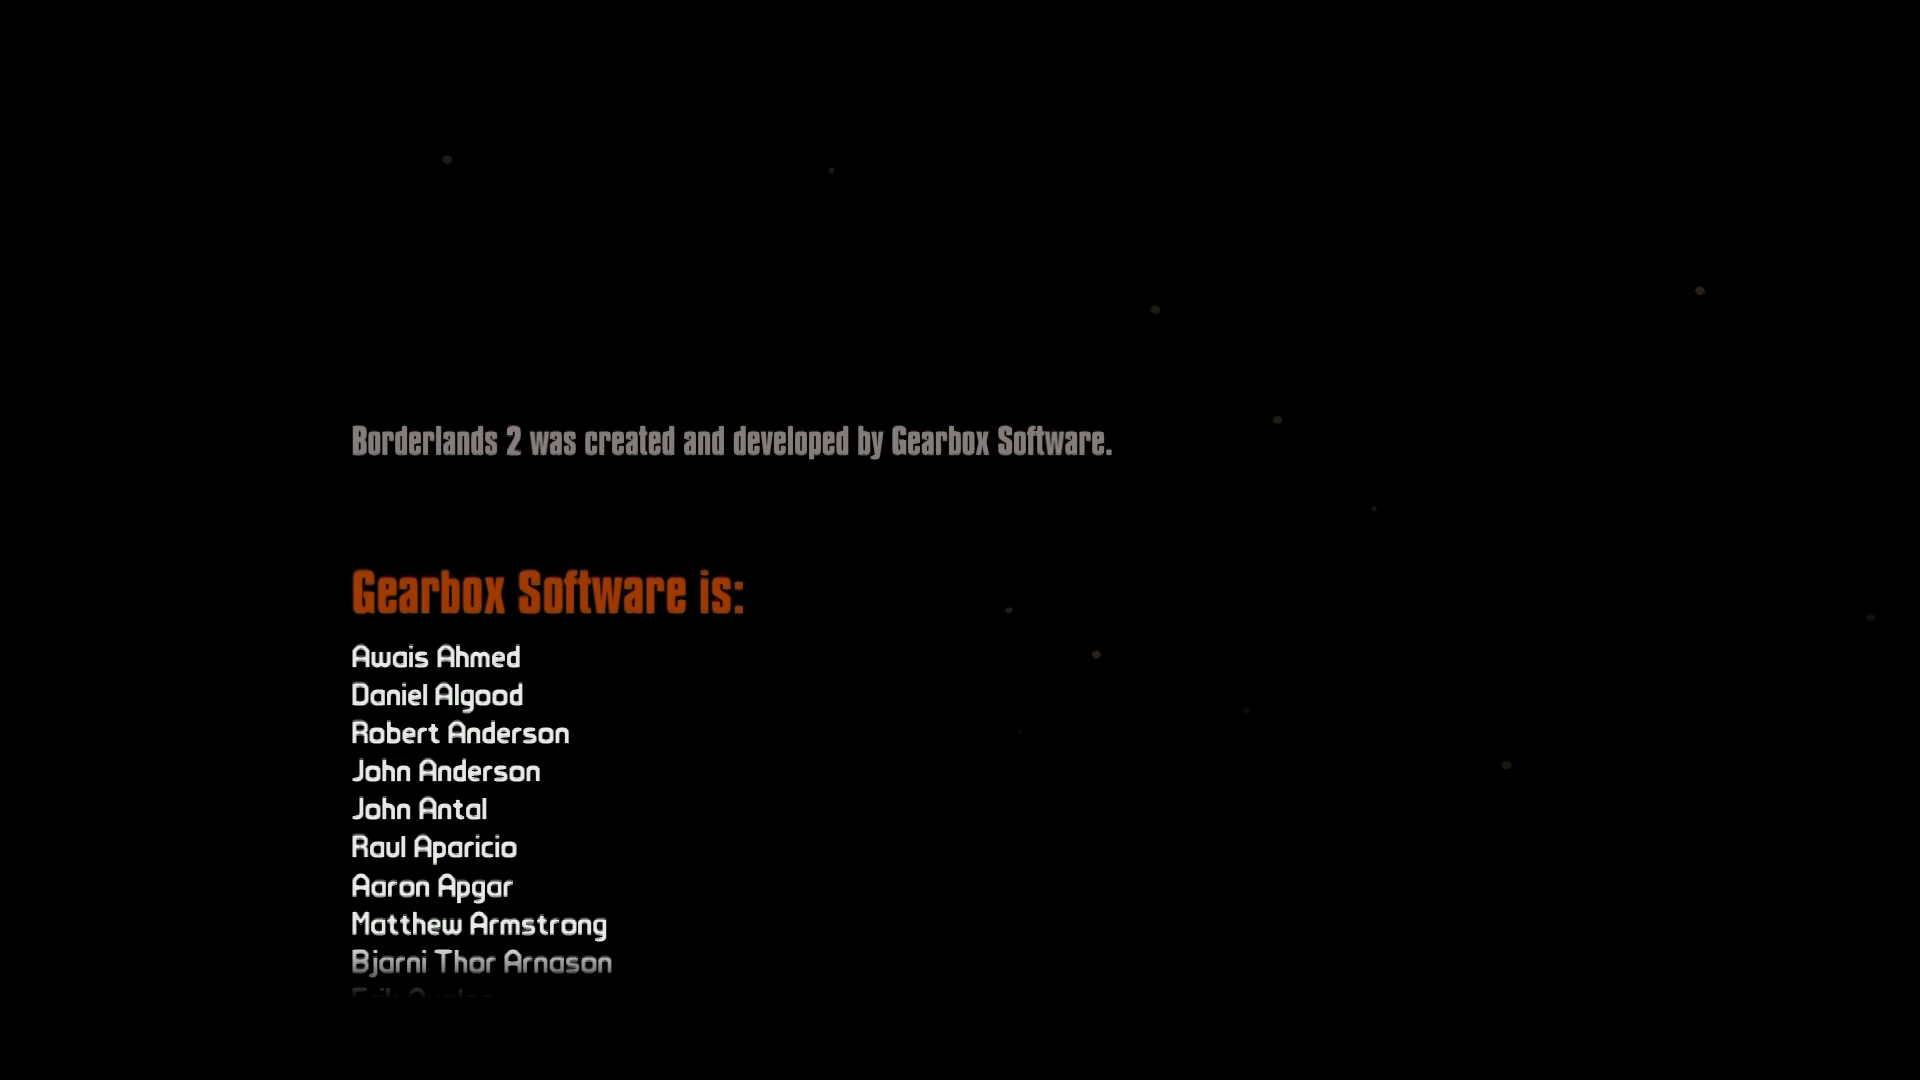 Borderlands 2 was created and developed by Gearbox Software.
Gearbox Software is:
Awais Ahmed
Daniel Algood
Robert Anderson
John Anderson
John Antal
Raul Aparicio
Aaron Apgar
Matthew Armstrong
Bjarni Thor Arnason